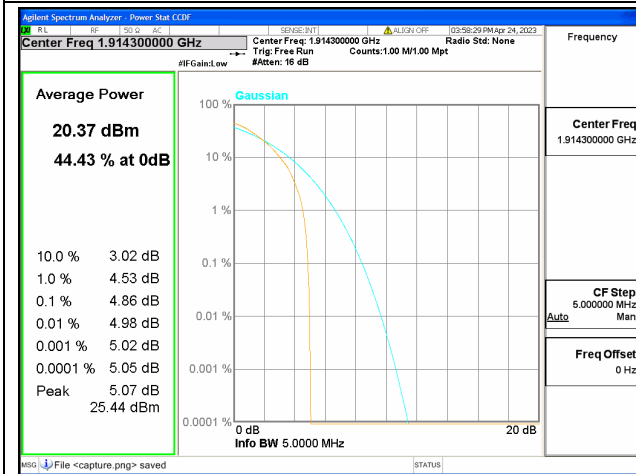 Agilent Spectrum Analyzer - Power Stat CCDF
RL RF 50 Ω AC SENSE:INT ALIGN OFF 03:58:29 PM Apr 24, 2023
Center Freq 1.914300000 GHz
Center Freq: 1.914300000 GHz Radio Std: None
Trig: Free Run Counts:1.00 M/1.00 Mpt
#IFGain:Low #Atten: 16 dB
Frequency
Average Power
20.37 dBm
44.43 % at 0dB
10.0 % 3.02 dB
1.0 % 4.53 dB
0.1 % 4.86 dB
0.01 % 4.98 dB
0.001 % 5.02 dB
0.0001 % 5.05 dB
Peak 5.07 dB
25.44 dBm
Gaussian
100 %
10 %
1 %
0.1 %
0.01 %
0.001 %
0.0001 %
0 dB 20 dB
Info BW 5.0000 MHz
Center Freq
1.914300000 GHz
CF Step
5.000000 MHz
Auto Man
Freq Offset
0 Hz
MSG File <capture.png> saved STATUS